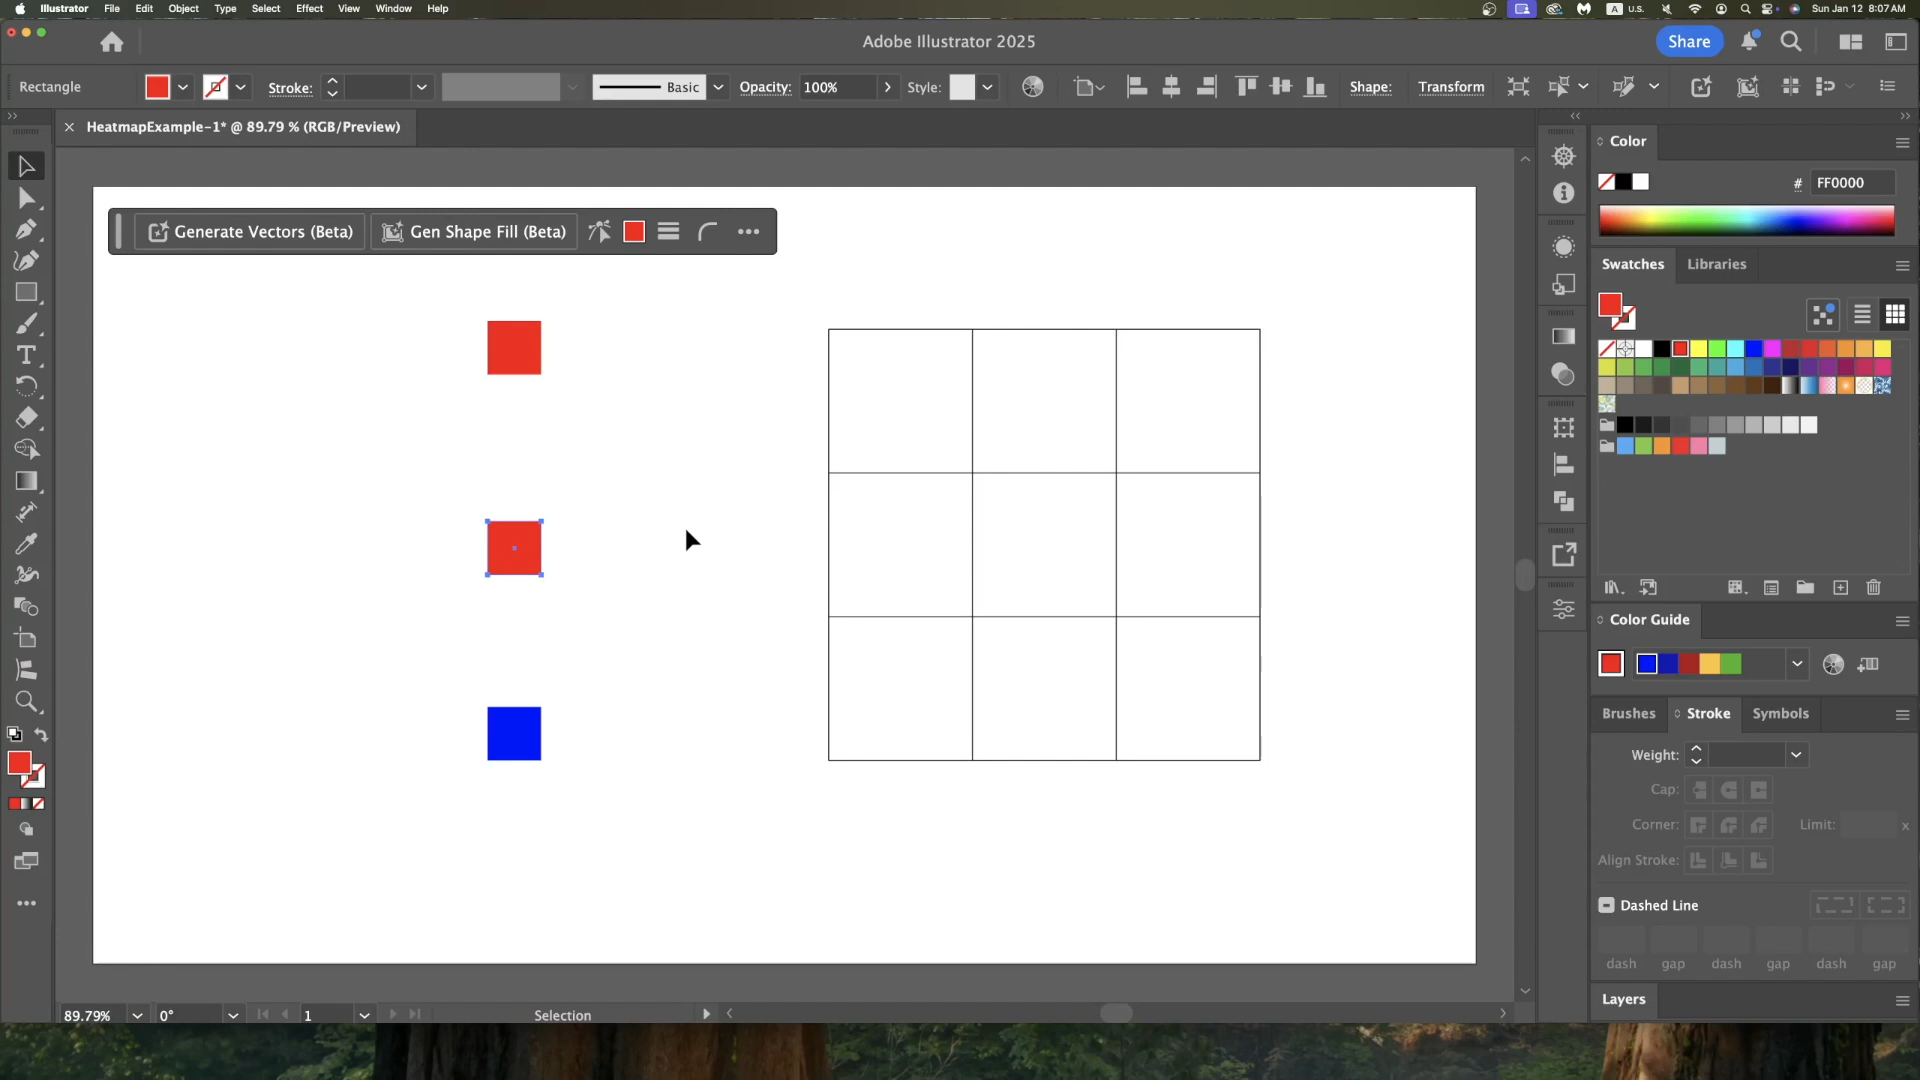 Illustrator File Edit Object Type Select Effect View Window Help
A U.S. Sun Jan 12 8:07 AM
Adobe Illustrator 2025
Share
Rectangle Stroke: Basic Opacity: 100% Style: Shape: Transform
HeatmapExample-1* @ 89.79 % (RGB/Preview)
Generate Vectors (Beta) Gen Shape Fill (Beta)
Color
# FF0000
Swatches Libraries
Color Guide
Brushes Stroke Symbols
Weight:
Cap:
Corner: Limit: x
Align Stroke:
Dashed Line
dash gap dash gap dash gap
Layers
89.79% 0° 1 Selection